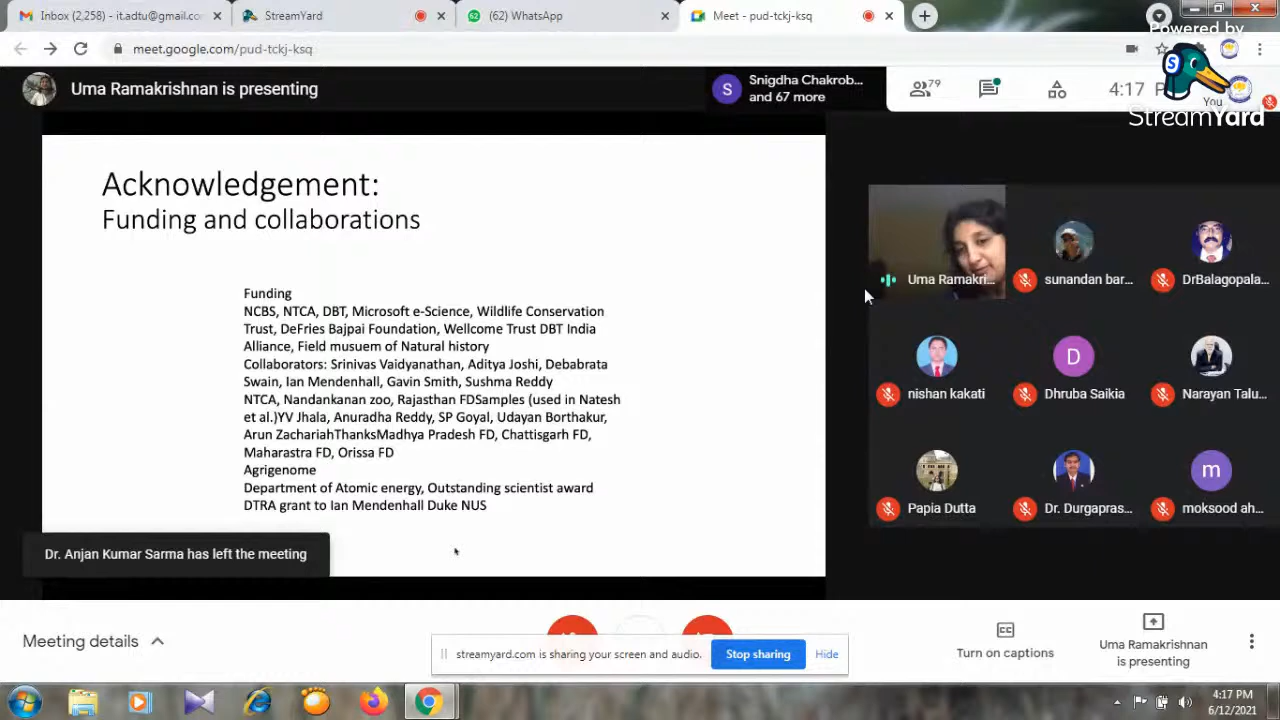 Inbox (2,258) - it.adtu@gmail.co
StreamYard
(62) WhatsApp
Meet - pud-tckj-ksq
Powered by
meet.google.com/pud-tckj-ksq
Uma Ramakrishnan is presenting
S
Snigdha Chakrob...
and 67 more
79
4:17 P
You
StreamYard
Acknowledgement:
Funding and collaborations
Funding
NCBS, NTCA, DBT, Microsoft e-Science, Wildlife Conservation
Trust, DeFries Bajpai Foundation, Wellcome Trust DBT India
Alliance, Field musuem of Natural history
Collaborators: Srinivas Vaidyanathan, Aditya Joshi, Debabrata
Swain, Ian Mendenhall, Gavin Smith, Sushma Reddy
NTCA, Nandankanan zoo, Rajasthan FDSamples (used in Natesh
et al.)YV Jhala, Anuradha Reddy, SP Goyal, Udayan Borthakur,
Arun ZachariahThanksMadhya Pradesh FD, Chattisgarh FD,
Maharastra FD, Orissa FD
Agrigenome
Department of Atomic energy, Outstanding scientist award
DTRA grant to Ian Mendenhall Duke NUS
Uma Ramakri...
sunandan bar...
DrBalagopala...
nishan kakati
D
Dhruba Saikia
Narayan Talu...
Papia Dutta
Dr. Durgapras...
m
moksood ah...
Dr. Anjan Kumar Sarma has left the meeting
Meeting details
streamyard.com is sharing your screen and audio.
Stop sharing
Hide
CC
Turn on captions
Uma Ramakrishnan
is presenting
4:17 PM
6/12/2021